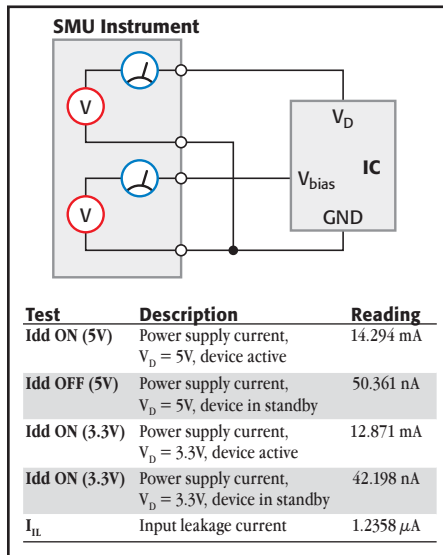 SMU Instrument
V
V
V_D
IC
V_bias
GND
Test Description Reading
Idd ON (5V) Power supply current, 14.294 mA
V_D = 5V, device active
Idd OFF (5V) Power supply current, 50.361 nA
V_D = 5V, device in standby
Idd ON (3.3V) Power supply current, 12.871 mA
V_D = 3.3V, device active
Idd ON (3.3V) Power supply current, 42.198 nA
V_D = 3.3V, device in standby
I_IL Input leakage current 1.2358 μA